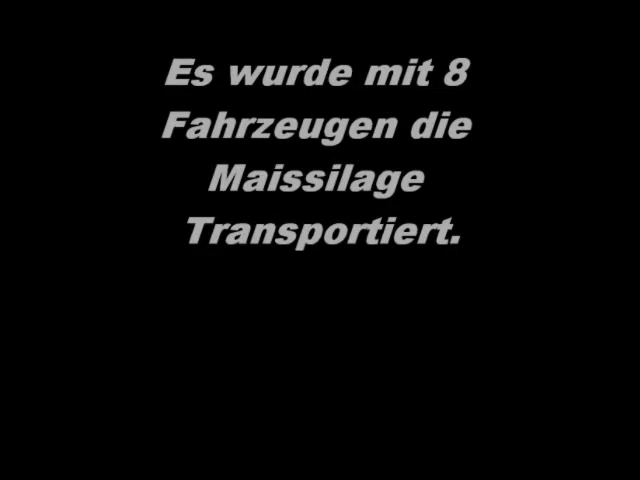 Es wurde mit 8
Fahrzeugen die
Maissilage
Transportiert.